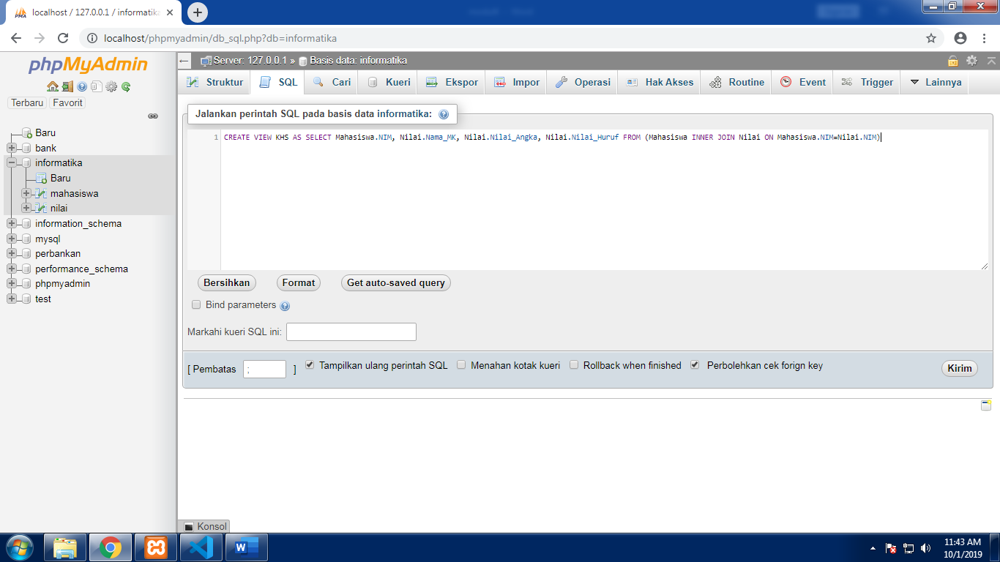 localhost / 127.0.0.1 / informatika
localhost/phpmyadmin/db_sql.php?db=informatika
phpMyAdmin
Terbaru Favorit
Baru
bank
informatika
Baru
mahasiswa
nilai
information_schema
mysql
perbankan
performance_schema
phpmyadmin
test
Server: 127.0.0.1 » Basis data: informatika
Struktur SQL Cari Kueri Ekspor Impor Operasi Hak Akses Routine Event Trigger Lainnya
Jalankan perintah SQL pada basis data informatika:
1 CREATE VIEW KHS AS SELECT Mahasiswa.NIM, Nilai.Nama_MK, Nilai.Nilai_Angka, Nilai.Nilai_Huruf FROM (Mahasiswa INNER JOIN Nilai ON Mahasiswa.NIM=Nilai.NIM)
Bersihkan Format Get auto-saved query
Bind parameters
Markahi kueri SQL ini:
[ Pembatas ; ] Tampilkan ulang perintah SQL Menahan kotak kueri Rollback when finished Perbolehkan cek forign key Kirim
Konsol
11:43 AM
10/1/2019